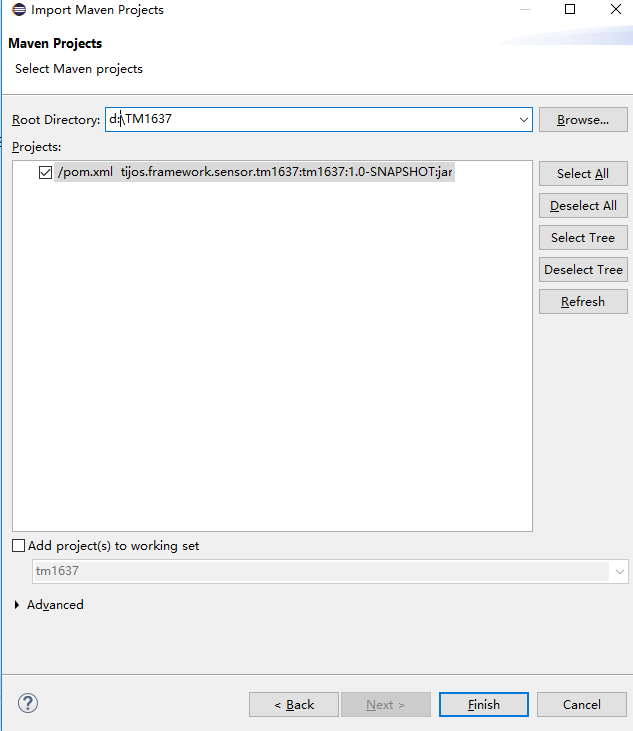 Import Maven Projects
Maven Projects
Select Maven projects
Root Directory: d:\TM1637 Browse...
Projects:
/pom.xml tijos.framework.sensor.tm1637:tm1637:1.0-SNAPSHOT:jar
Select All
Deselect All
Select Tree
Deselect Tree
Refresh
Add project(s) to working set
tm1637
Advanced
? < Back Next > Finish Cancel